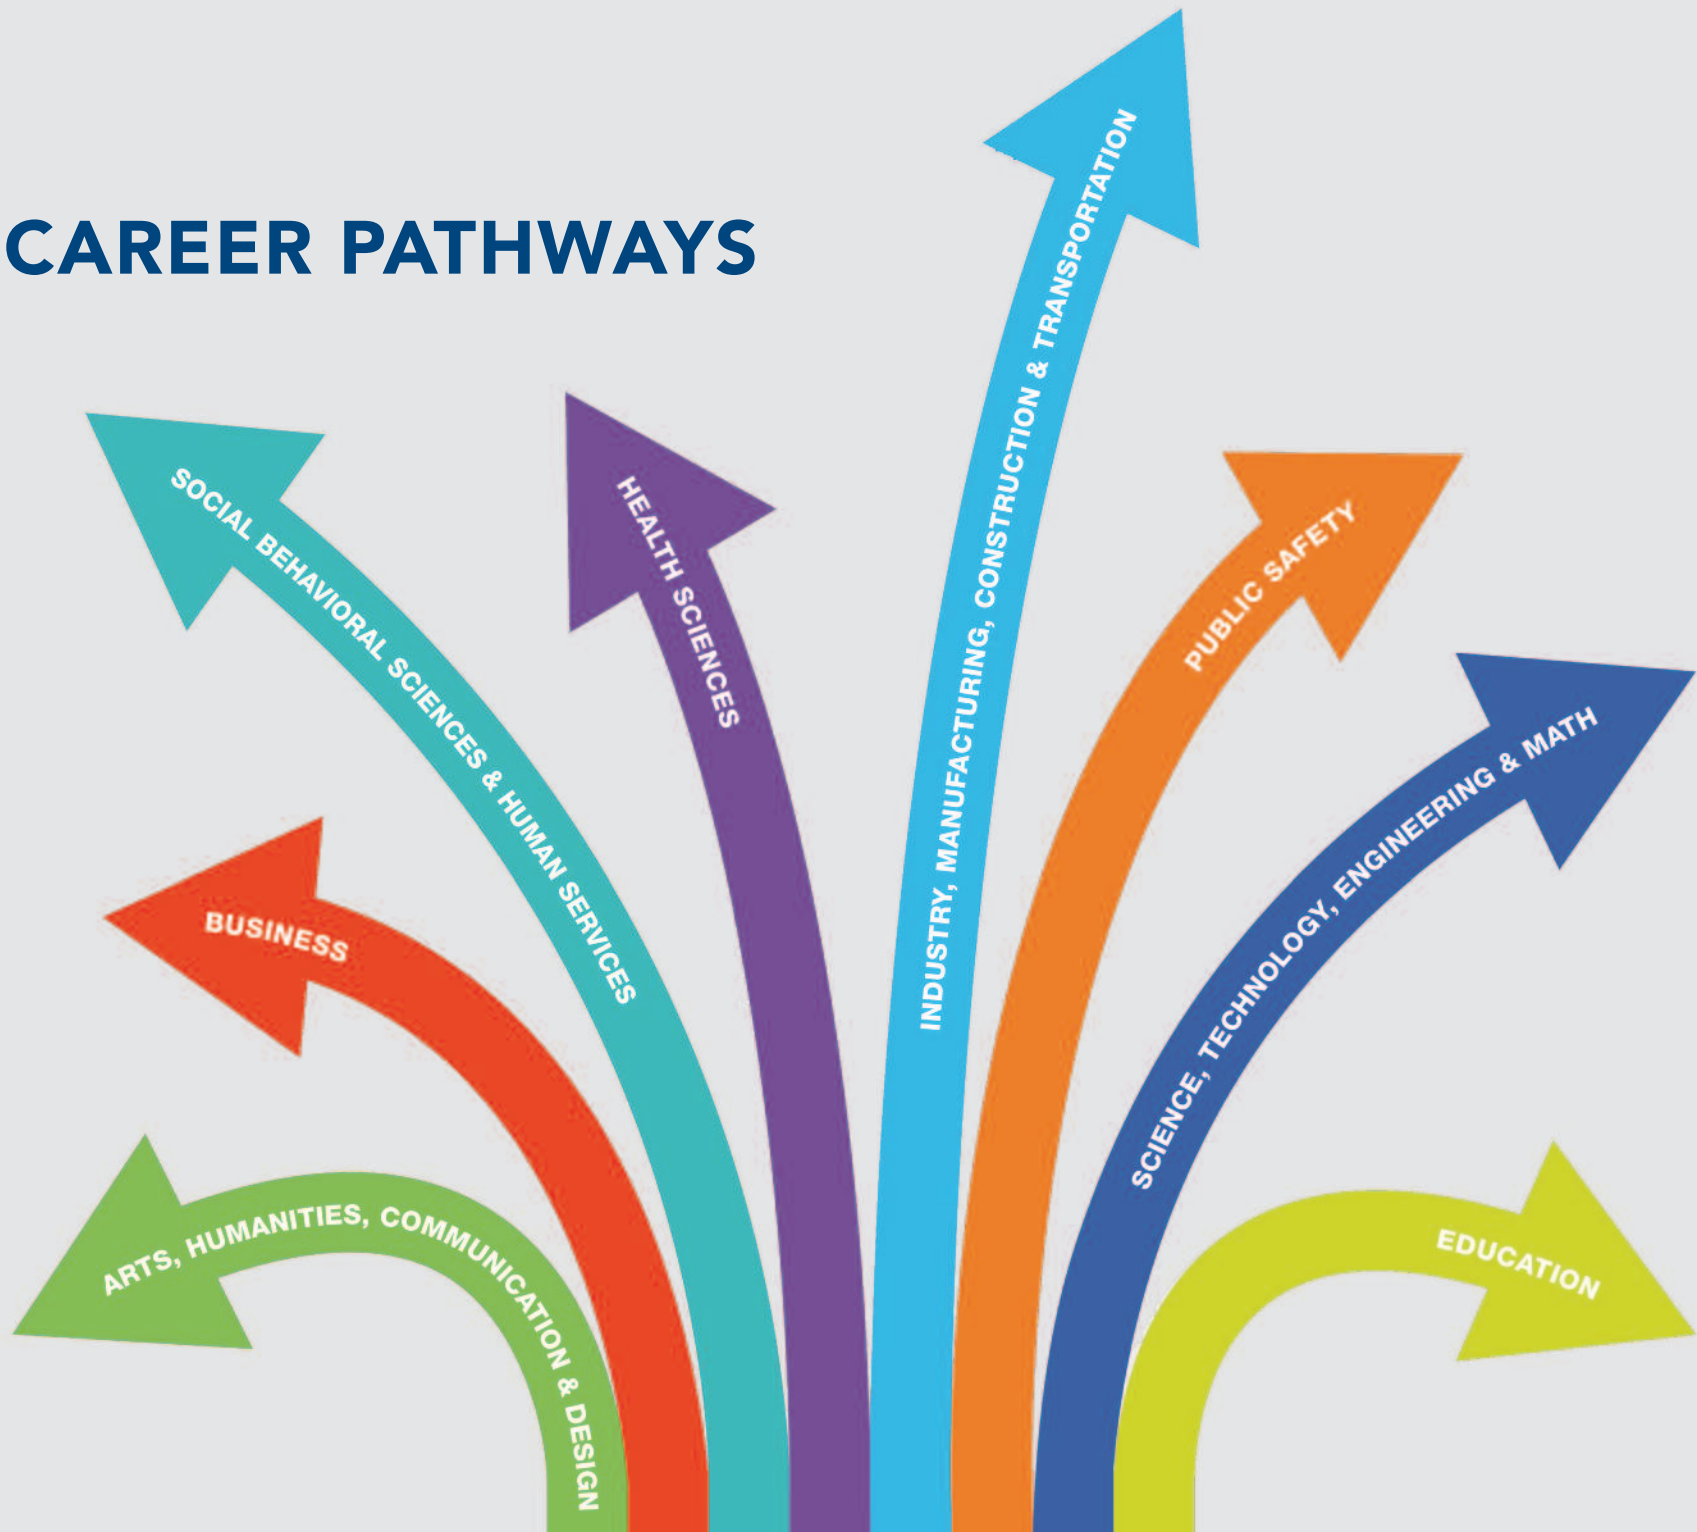 CAREER PATHWAYS
INDUSTRY, MANUFACTURING, CONSTRUCTION & TRANSPORTATION
SOCIAL BEHAVIORAL SCIENCES & HUMAN SERVICES
HEALTH SCIENCES
PUBLIC SAFETY
SCIENCE, TECHNOLOGY, ENGINEERING & MATH
BUSINESS
ARTS, HUMANITIES, COMMUNICATION & DESIGN
EDUCATION